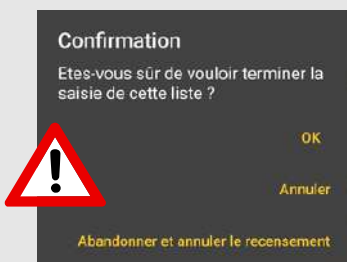 Confirmation
Etes-vous sûr de vouloir terminer la
saisie de cette liste ?
OK
Annuler
Abandonner et annuler le recensement